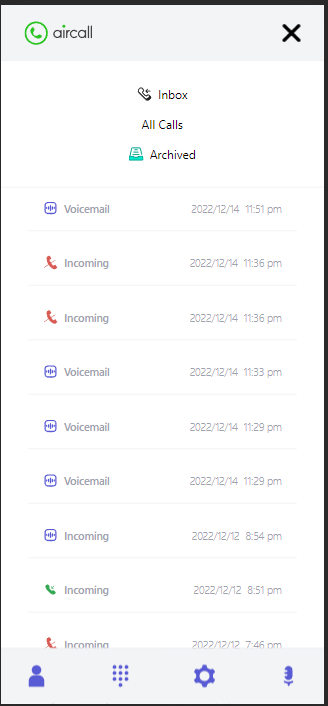 aircall
Inbox
All Calls
Archived
Voicemail 2022/12/14 11:51 pm
Incoming 2022/12/14 11:36 pm
Incoming 2022/12/14 11:36 pm
Voicemail 2022/12/14 11:33 pm
Voicemail 2022/12/14 11:29 pm
Voicemail 2022/12/14 11:29 pm
Incoming 2022/12/12 8:54 pm
Incoming 2022/12/12 8:51 pm
Incoming 2022/12/12 7:46 pm